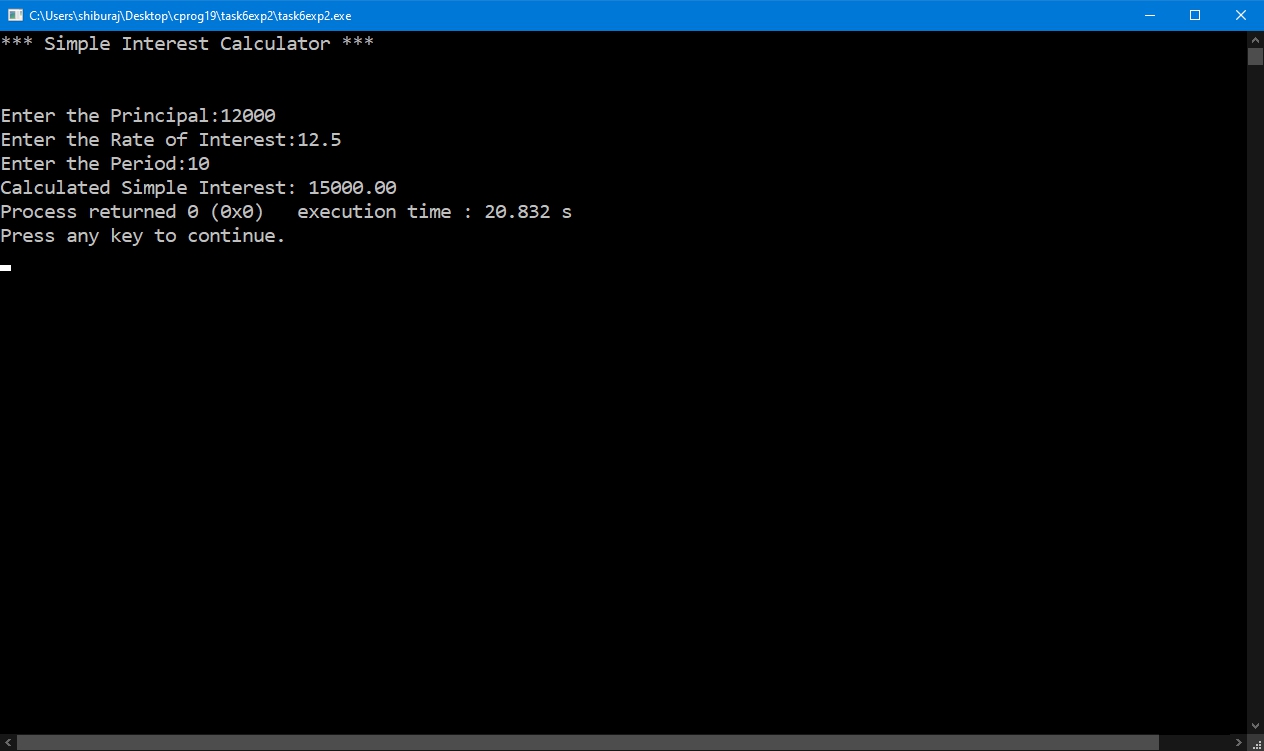 C:\Users\shiburaj\Desktop\cprog19\task6exp2\task6exp2.exe
*** Simple Interest Calculator ***
Enter the Principal:12000
Enter the Rate of Interest:12.5
Enter the Period:10
Calculated Simple Interest: 15000.00
Process returned 0 (0x0)   execution time : 20.832 s
Press any key to continue.